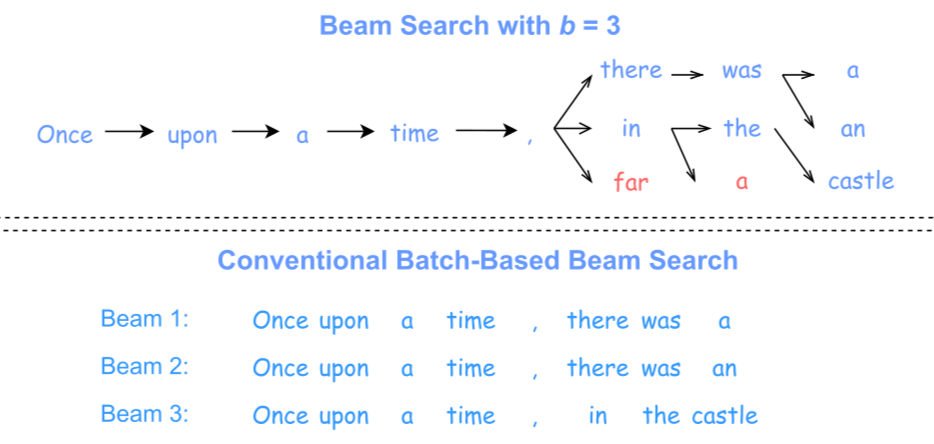 Beam Search with b = 3
there was a
Once upon a time , in the an
far a castle
Conventional Batch-Based Beam Search
Beam 1: Once upon a time , there was a
Beam 2: Once upon a time , there was an
Beam 3: Once upon a time , in the castle